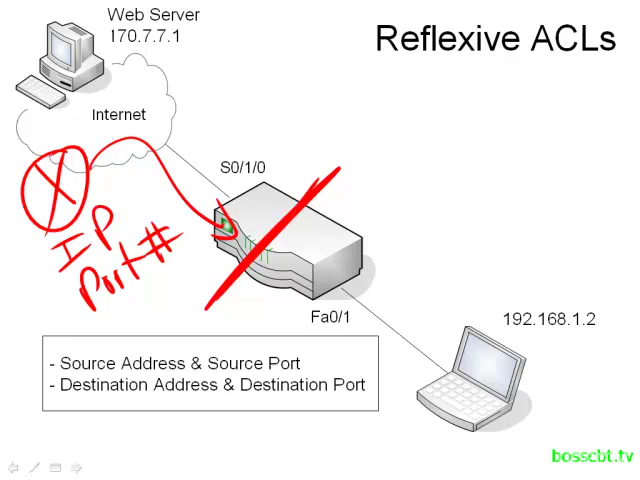 Web Server
170.7.7.1
Reflexive ACLs
Internet
S0/1/0
X
IP
Port #
Fa0/1
192.168.1.2
- Source Address & Source Port
- Destination Address & Destination Port
bosscbt.tv